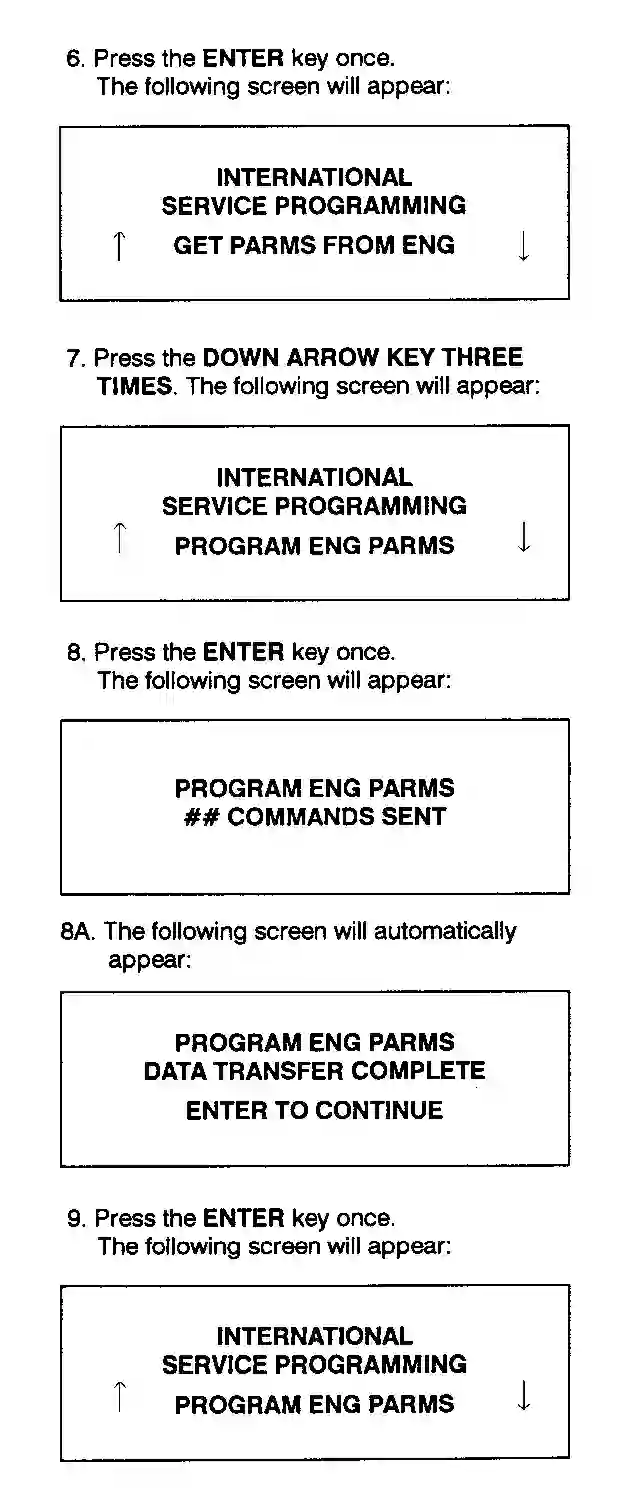 6. Press the ENTER key once.
The following screen will appear:
INTERNATIONAL
SERVICE PROGRAMMING
↑ GET PARMS FROM ENG ↓
7. Press the DOWN ARROW KEY THREE
TIMES. The following screen will appear:
INTERNATIONAL
SERVICE PROGRAMMING
↑ PROGRAM ENG PARMS ↓
8. Press the ENTER key once.
The following screen will appear:
PROGRAM ENG PARMS
## COMMANDS SENT
8A. The following screen will automatically
appear:
PROGRAM ENG PARMS
DATA TRANSFER COMPLETE
ENTER TO CONTINUE
9. Press the ENTER key once.
The following screen will appear:
INTERNATIONAL
SERVICE PROGRAMMING
↑ PROGRAM ENG PARMS ↓